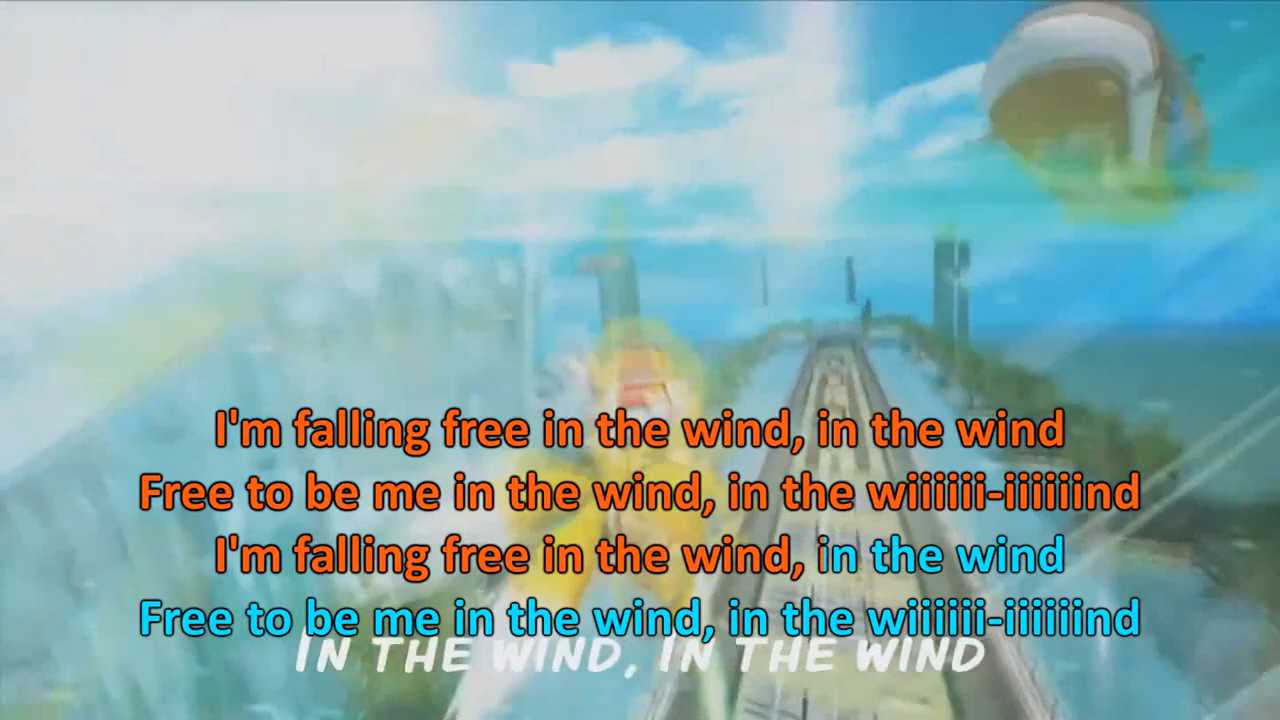 I'm falling free in the wind, in the wind
Free to be me in the wind, in the wiiiiii-iiiiiind
I'm falling free in the wind, in the wind
Free to be me in the wind, in the wiiiiii-iiiiiind
IN THE WIND, IN THE WIND